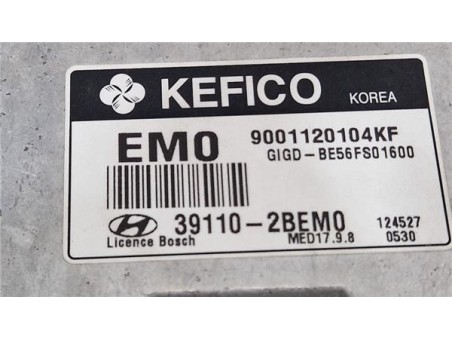 KEFICO KOREA
EM0 9001120104KF
GIGD-BE56FS01600
39110-2BEM0 124527
Licence Bosch MED17.9.8 0530